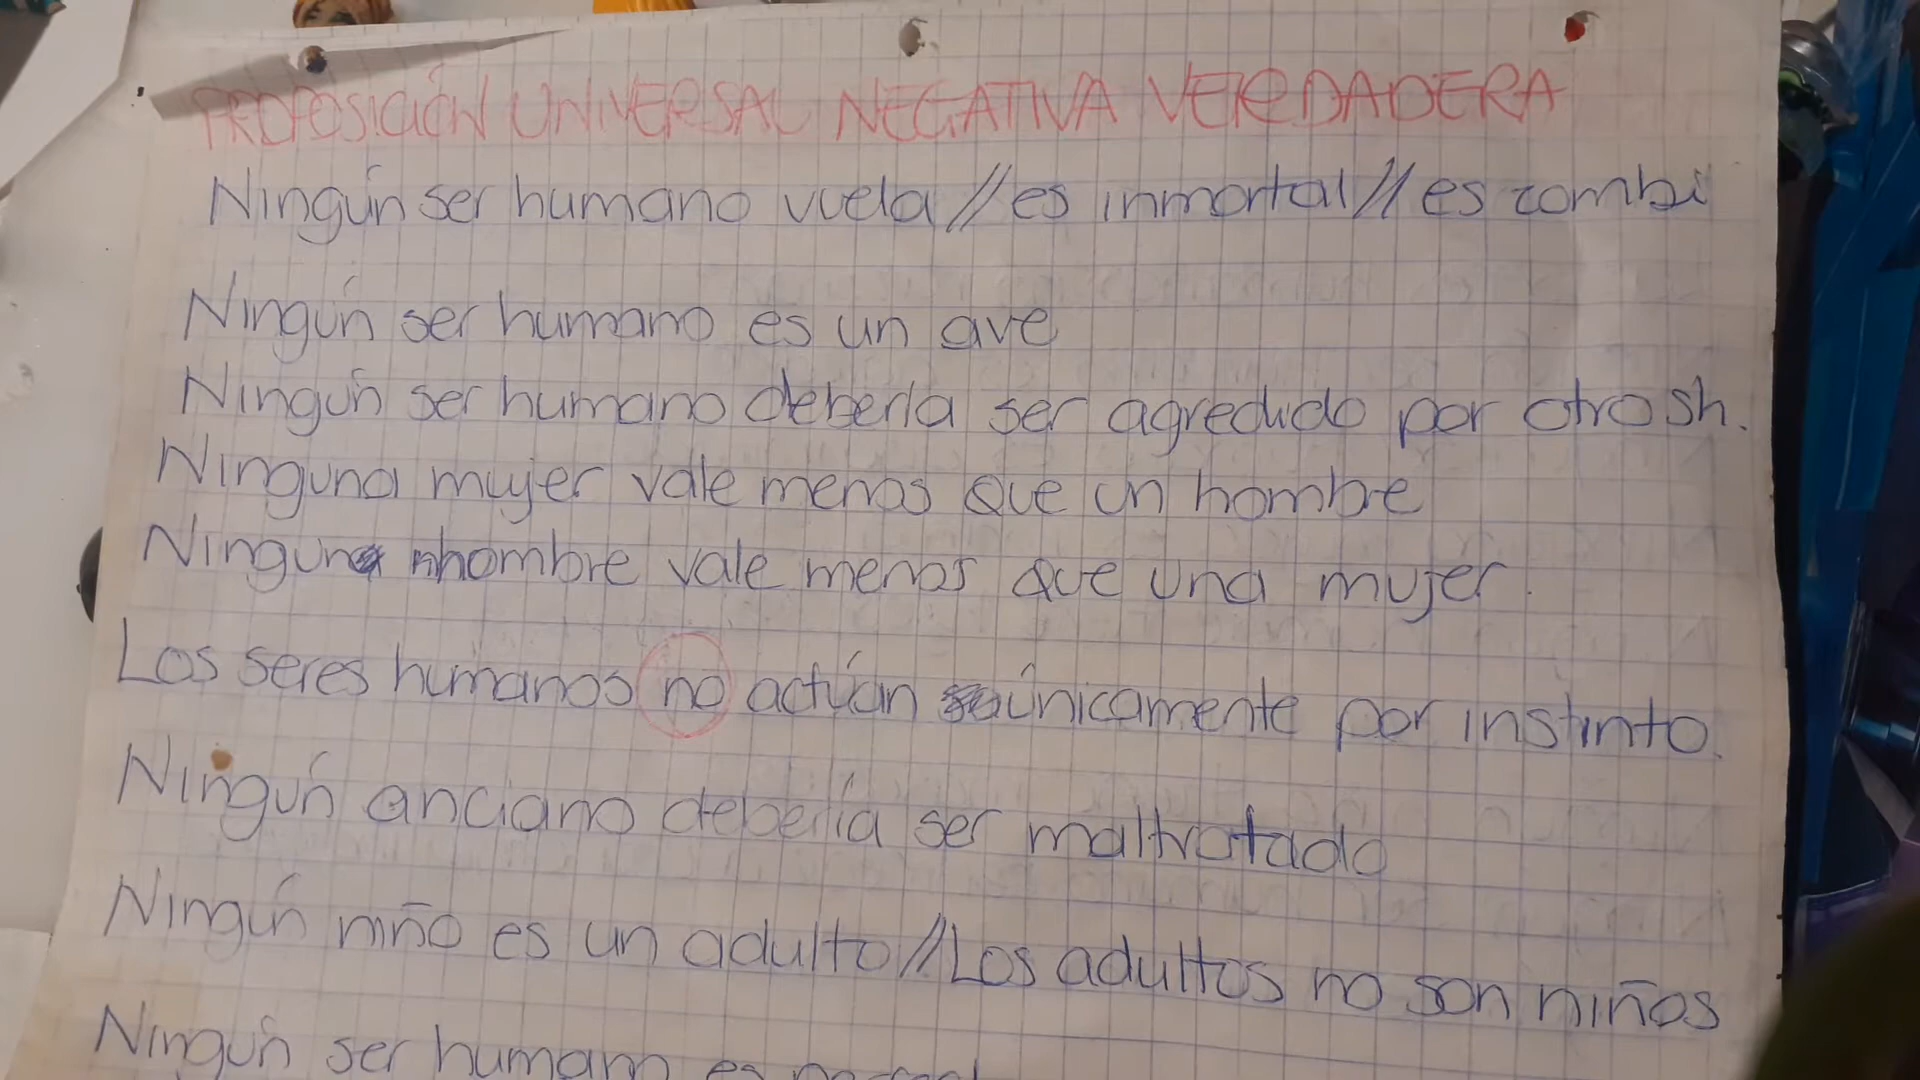 PROPOSICIÓN UNIVERSAL NEGATIVA VERDADERA
Ningún ser humano vuela // es inmortal // es zombi
Ningún ser humano es un ave
Ningún ser humano debería ser agredido por otro sh.
Ninguna mujer vale menos que un hombre
Ningun hombre vale menos que una mujer.
Los seres humanos no actúan únicamente por instinto.
Ningún anciano debería ser maltratado
Ningún niño es un adulto // Los adultos no son niños
Ningún ser humano es